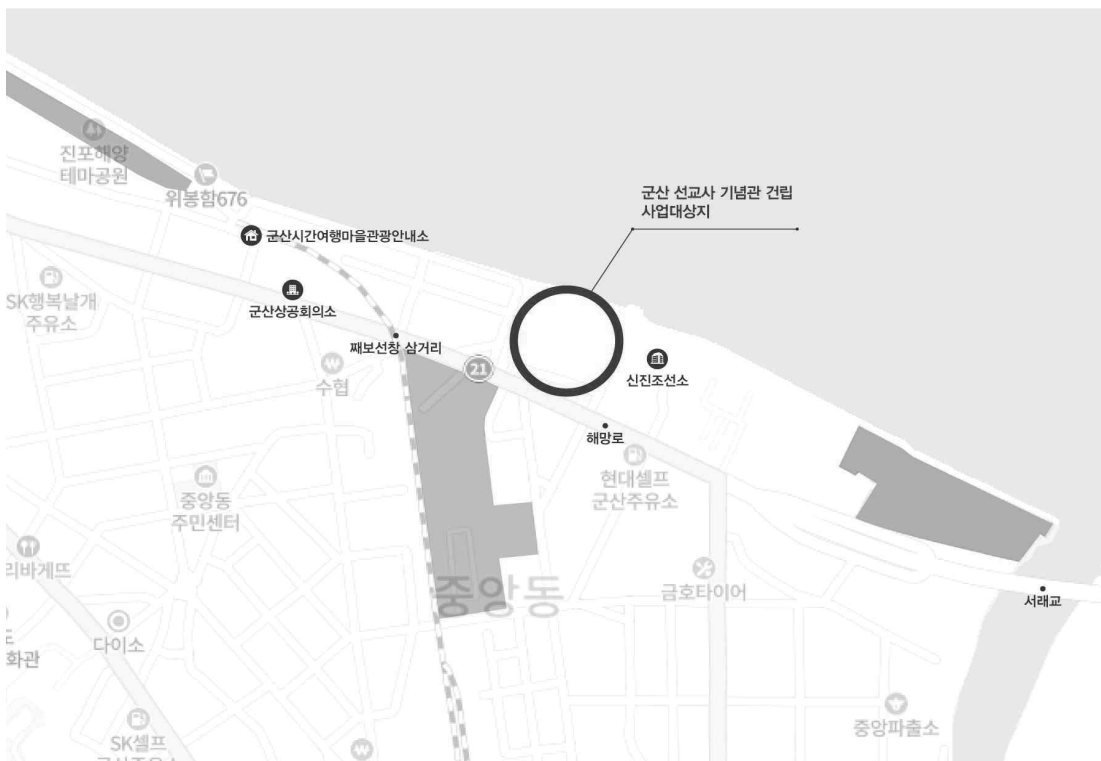 진포해양
테마공원
위봉함676
군산 선교사 기념관 건립
사업대상지
군산시간여행마을관광안내소
SK행복날개
주유소
군산상공회의소
째보선창 삼거리
21
신진조선소
수협
해망로
현대셀프
군산주유소
중앙동
주민센터
리바게뜨
금호타이어
중앙동
서래교
다이소
화관
중앙파출소
SK셀프